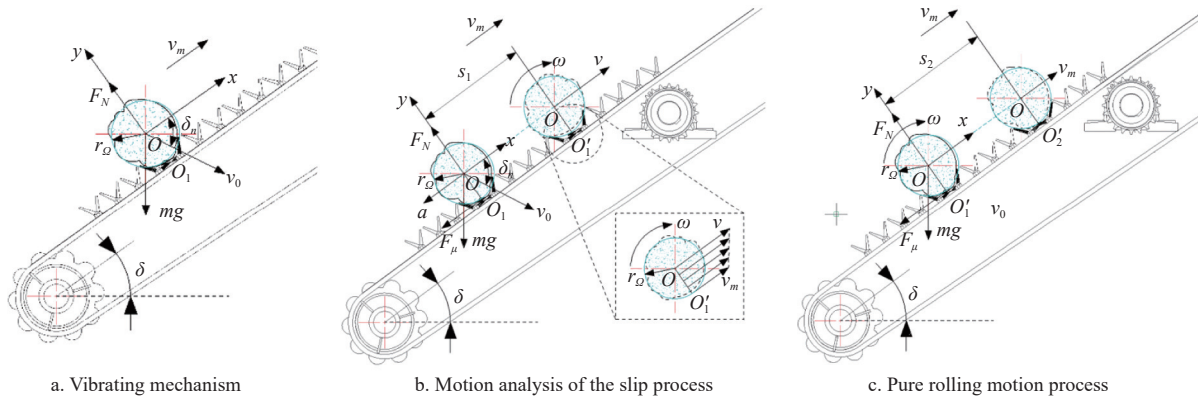 v_m
y
x
F_N
δ_n
r_Ω
O
O_1
v_0
mg
δ
a. Vibrating mechanism
v_m
s_1
ω
v
y
x
F_N
O
O_1'
δ_n
r_Ω
O
a
O_1
v_0
F_μ
mg
ω
v
r_Ω
O
v_m
O_1'
δ
b. Motion analysis of the slip process
v_m
s_2
v_m
y
ω
x
O
F_N
O_2'
r_Ω
O
O_1'
v_0
F_μ
mg
δ
c. Pure rolling motion process